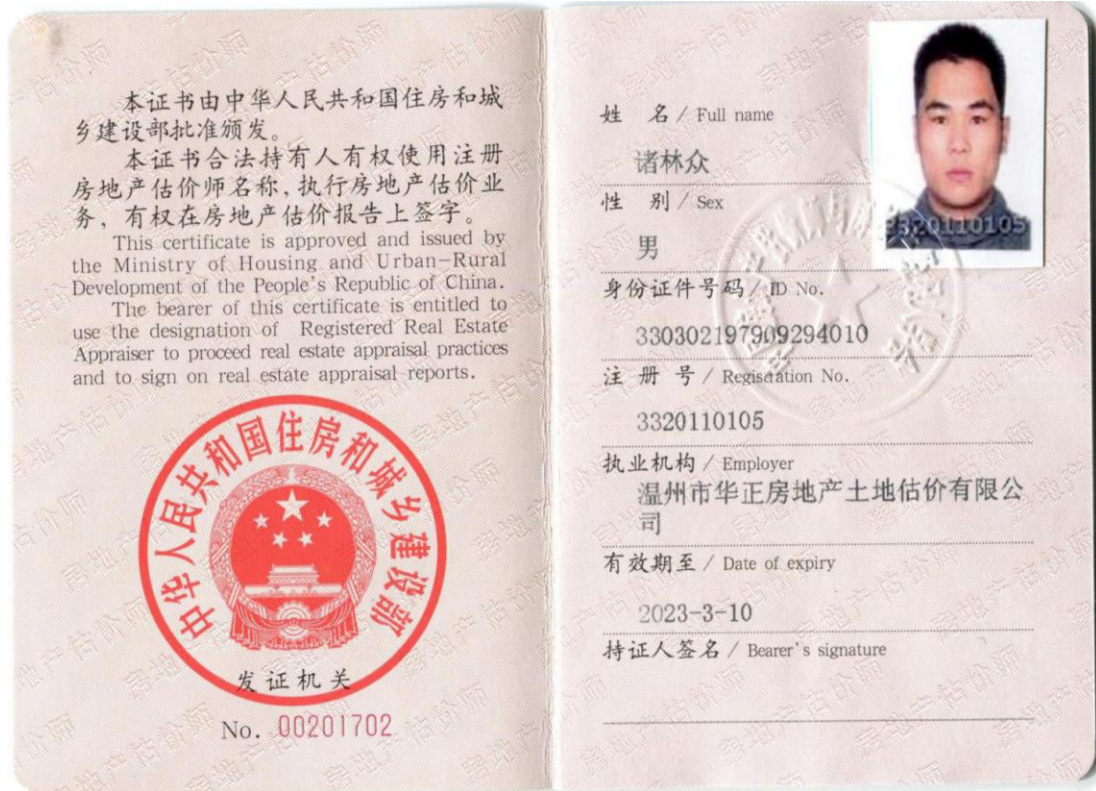 本证书由中华人民共和国住房和城
乡建设部批准颁发。
本证书合法持有人有权使用注册
房地产估价师名称,执行房地产估价业
务,有权在房地产估价报告上签字。
This certificate is approved and issued by
the Ministry of Housing and Urban-Rural
Development of the People's Republic of China.
The bearer of this certificate is entitled to
use the designation of Registered Real Estate
Appraiser to proceed real estate appraisal practices
and to sign on real estate appraisal reports.
中华人民共和国住房和城乡建设部
发证机关
No. 00201702
姓 名 / Full name
诸林众
性 别 / Sex
男
身份证件号码 / ID No.
330302197909294010
注 册 号 / Registration No.
3320110105
执业机构 / Employer
温州市华正房地产土地估价有限公
司
有效期至 / Date of expiry
2023-3-10
持证人签名 / Bearer's signature
3320110105